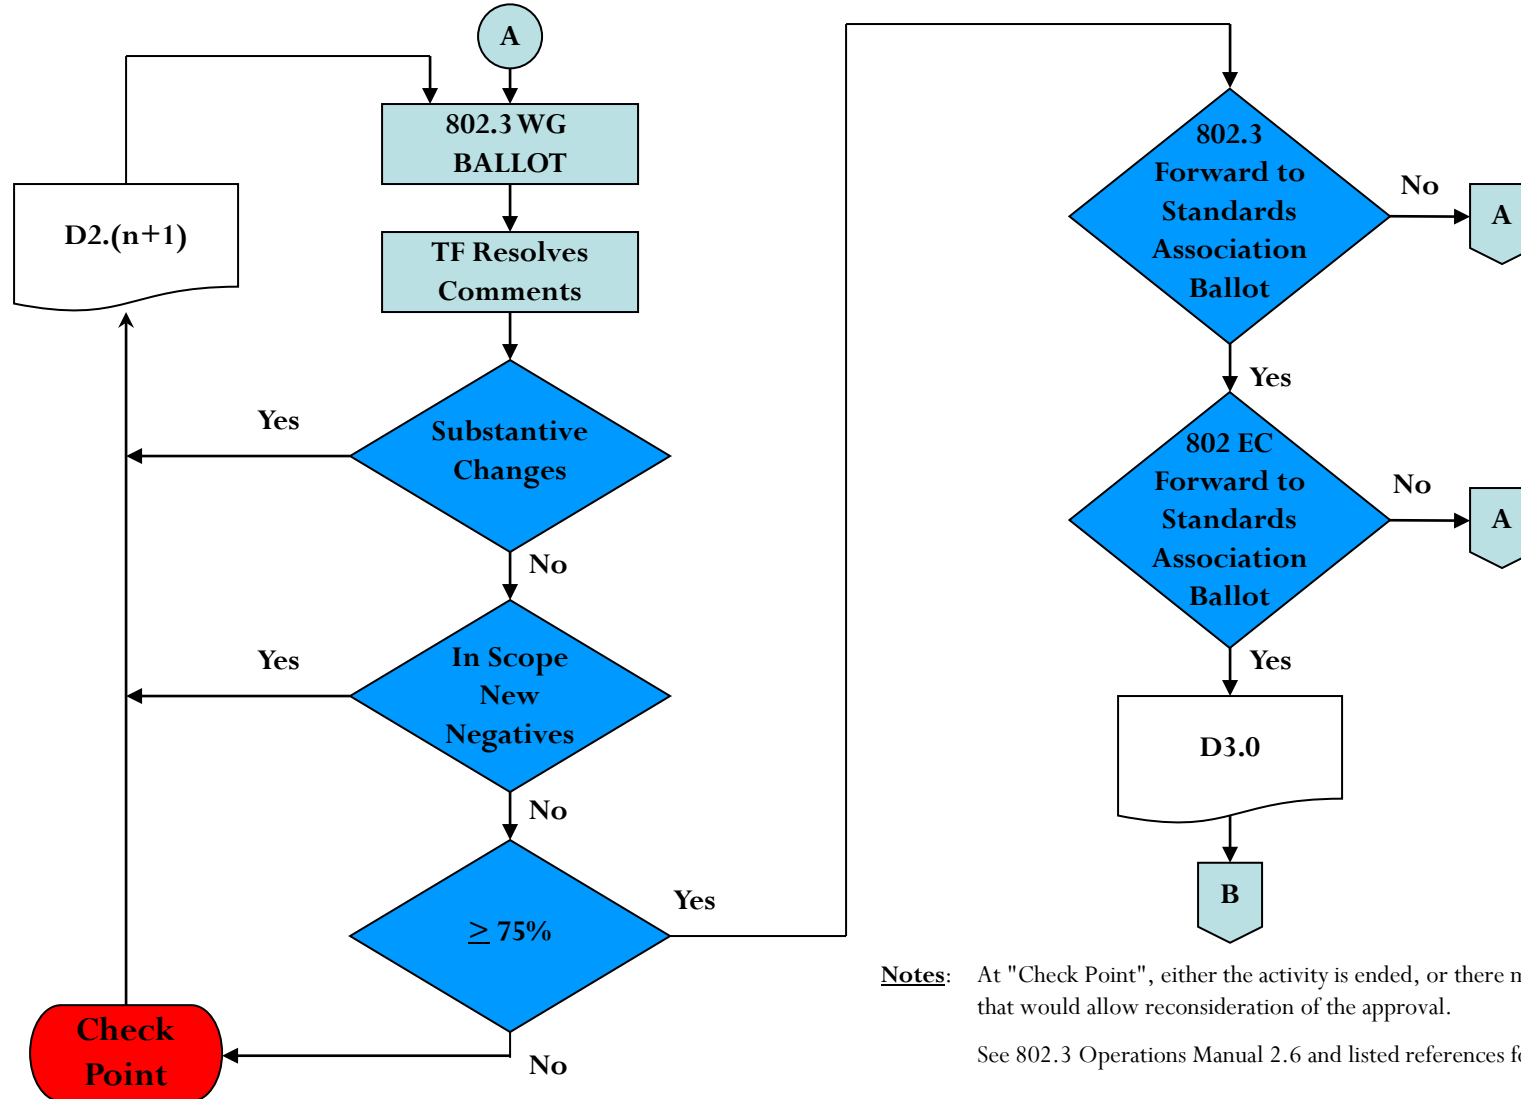 A
802.3 WG
BALLOT
D2.(n+1)
TF Resolves
Comments
Yes
Substantive
Changes
No
Yes
In Scope
New
Negatives
No
≥ 75%
Yes
No
Check
Point
802.3
Forward to
Standards
Association
Ballot
No
A
Yes
802 EC
Forward to
Standards
Association
Ballot
No
A
Yes
D3.0
B
Notes: At "Check Point", either the activity is ended, or there
that would allow reconsideration of the approval.
See 802.3 Operations Manual 2.6 and listed references